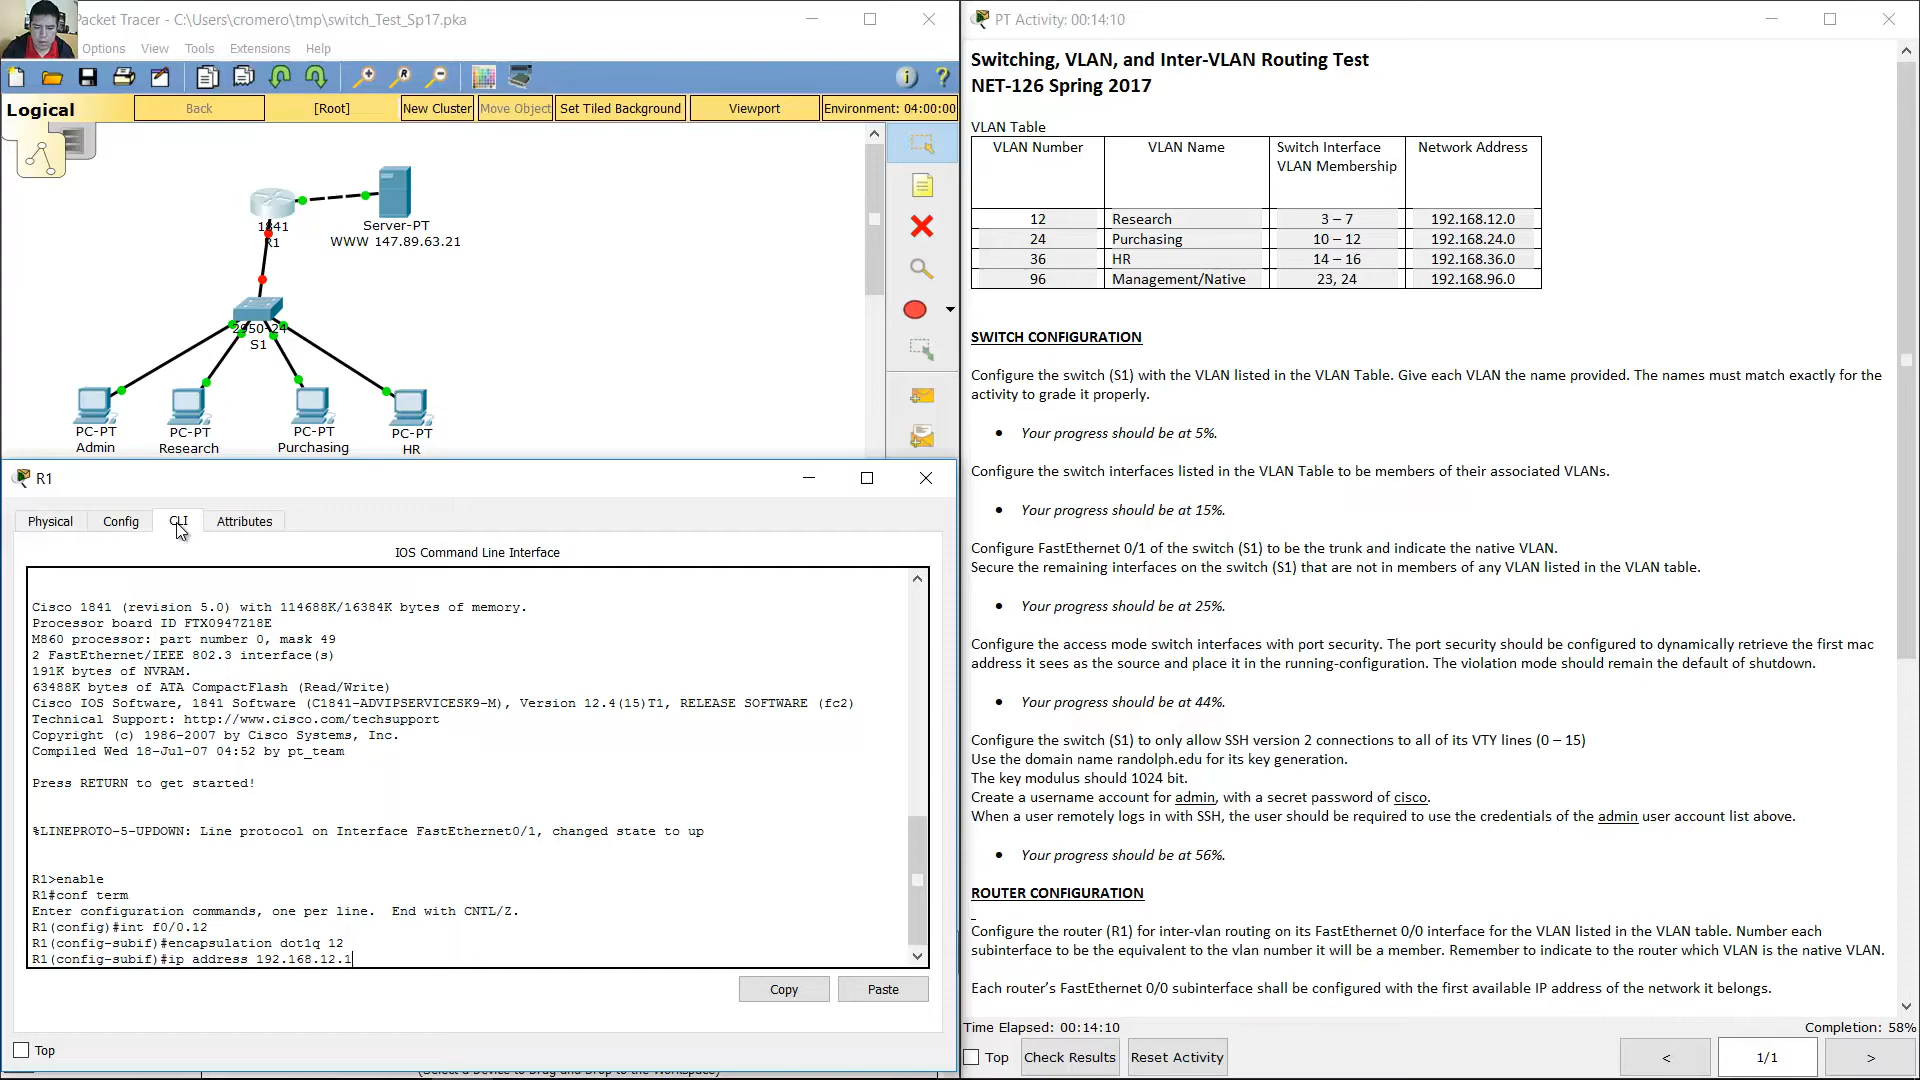 Packet Tracer - C:\Users\cromero\tmp\switch_Test_Sp17.pka
Options View Tools Extensions Help
Logical
Back
[Root]
New Cluster
Move Object
Set Tiled Background
Viewport
Environment: 04:00:00
1841
R1
Server-PT
WWW 147.89.63.21
2950-24
S1
PC-PT
Admin
PC-PT
Research
PC-PT
Purchasing
PC-PT
HR
R1
Physical Config CLI Attributes
IOS Command Line Interface
Cisco 1841 (revision 5.0) with 114688K/16384K bytes of memory.
Processor board ID FTX0947Z18E
M860 processor: part number 0, mask 49
2 FastEthernet/IEEE 802.3 interface(s)
191K bytes of NVRAM.
63488K bytes of ATA CompactFlash (Read/Write)
Cisco IOS Software, 1841 Software (C1841-ADVIPSERVICESK9-M), Version 12.4(15)T1, RELEASE SOFTWARE (fc2)
Technical Support: http://www.cisco.com/techsupport
Copyright (c) 1986-2007 by Cisco Systems, Inc.
Compiled Wed 18-Jul-07 04:52 by pt_team
Press RETURN to get started!
%LINEPROTO-5-UPDOWN: Line protocol on Interface FastEthernet0/1, changed state to up
R1>enable
R1#conf term
Enter configuration commands, one per line.  End with CNTL/Z.
R1(config)#int f0/0.12
R1(config-subif)#encapsulation dot1q 12
R1(config-subif)#ip address 192.168.12.1
Copy
Paste
Top
(Select a Device to Drag and Drop to the Workspace)
PT Activity: 00:14:10
Switching, VLAN, and Inter-VLAN Routing Test
NET-126 Spring 2017
VLAN Table
VLAN Number VLAN Name Switch Interface VLAN Membership Network Address
12 Research 3 – 7 192.168.12.0
24 Purchasing 10 – 12 192.168.24.0
36 HR 14 – 16 192.168.36.0
96 Management/Native 23, 24 192.168.96.0
SWITCH CONFIGURATION
Configure the switch (S1) with the VLAN listed in the VLAN Table. Give each VLAN the name provided. The names must match exactly for the
activity to grade it properly.
• Your progress should be at 5%.
Configure the switch interfaces listed in the VLAN Table to be members of their associated VLANs.
• Your progress should be at 15%.
Configure FastEthernet 0/1 of the switch (S1) to be the trunk and indicate the native VLAN.
Secure the remaining interfaces on the switch (S1) that are not in members of any VLAN listed in the VLAN table.
• Your progress should be at 25%.
Configure the access mode switch interfaces with port security. The port security should be configured to dynamically retrieve the first mac
address it sees as the source and place it in the running-configuration. The violation mode should remain the default of shutdown.
• Your progress should be at 44%.
Configure the switch (S1) to only allow SSH version 2 connections to all of its VTY lines (0 – 15)
Use the domain name randolph.edu for its key generation.
The key modulus should 1024 bit.
Create a username account for admin, with a secret password of cisco.
When a user remotely logs in with SSH, the user should be required to use the credentials of the admin user account list above.
• Your progress should be at 56%.
ROUTER CONFIGURATION
Configure the router (R1) for inter-vlan routing on its FastEthernet 0/0 interface for the VLAN listed in the VLAN table. Number each
subinterface to be the equivalent to the vlan number it will be a member. Remember to indicate to the router which VLAN is the native VLAN.
Each router’s FastEthernet 0/0 subinterface shall be configured with the first available IP address of the network it belongs.
Time Elapsed: 00:14:10
Completion: 58%
Top
Check Results
Reset Activity
<
1/1
>